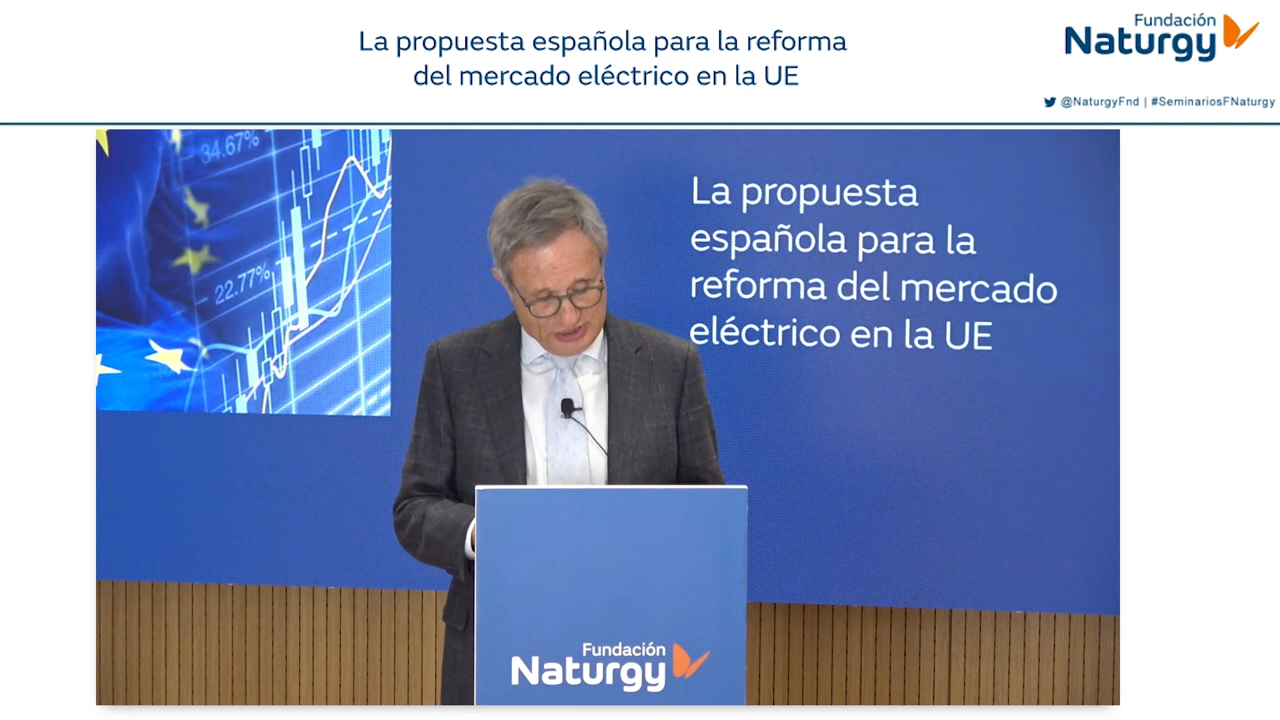 La propuesta española para la reforma
del mercado eléctrico en la UE
Fundación
Naturgy
@NaturgyFnd | #SeminariosFNaturgy
34.67%
22.77%
La propuesta
española para la
reforma del mercado
eléctrico en la UE
Fundación
Naturgy